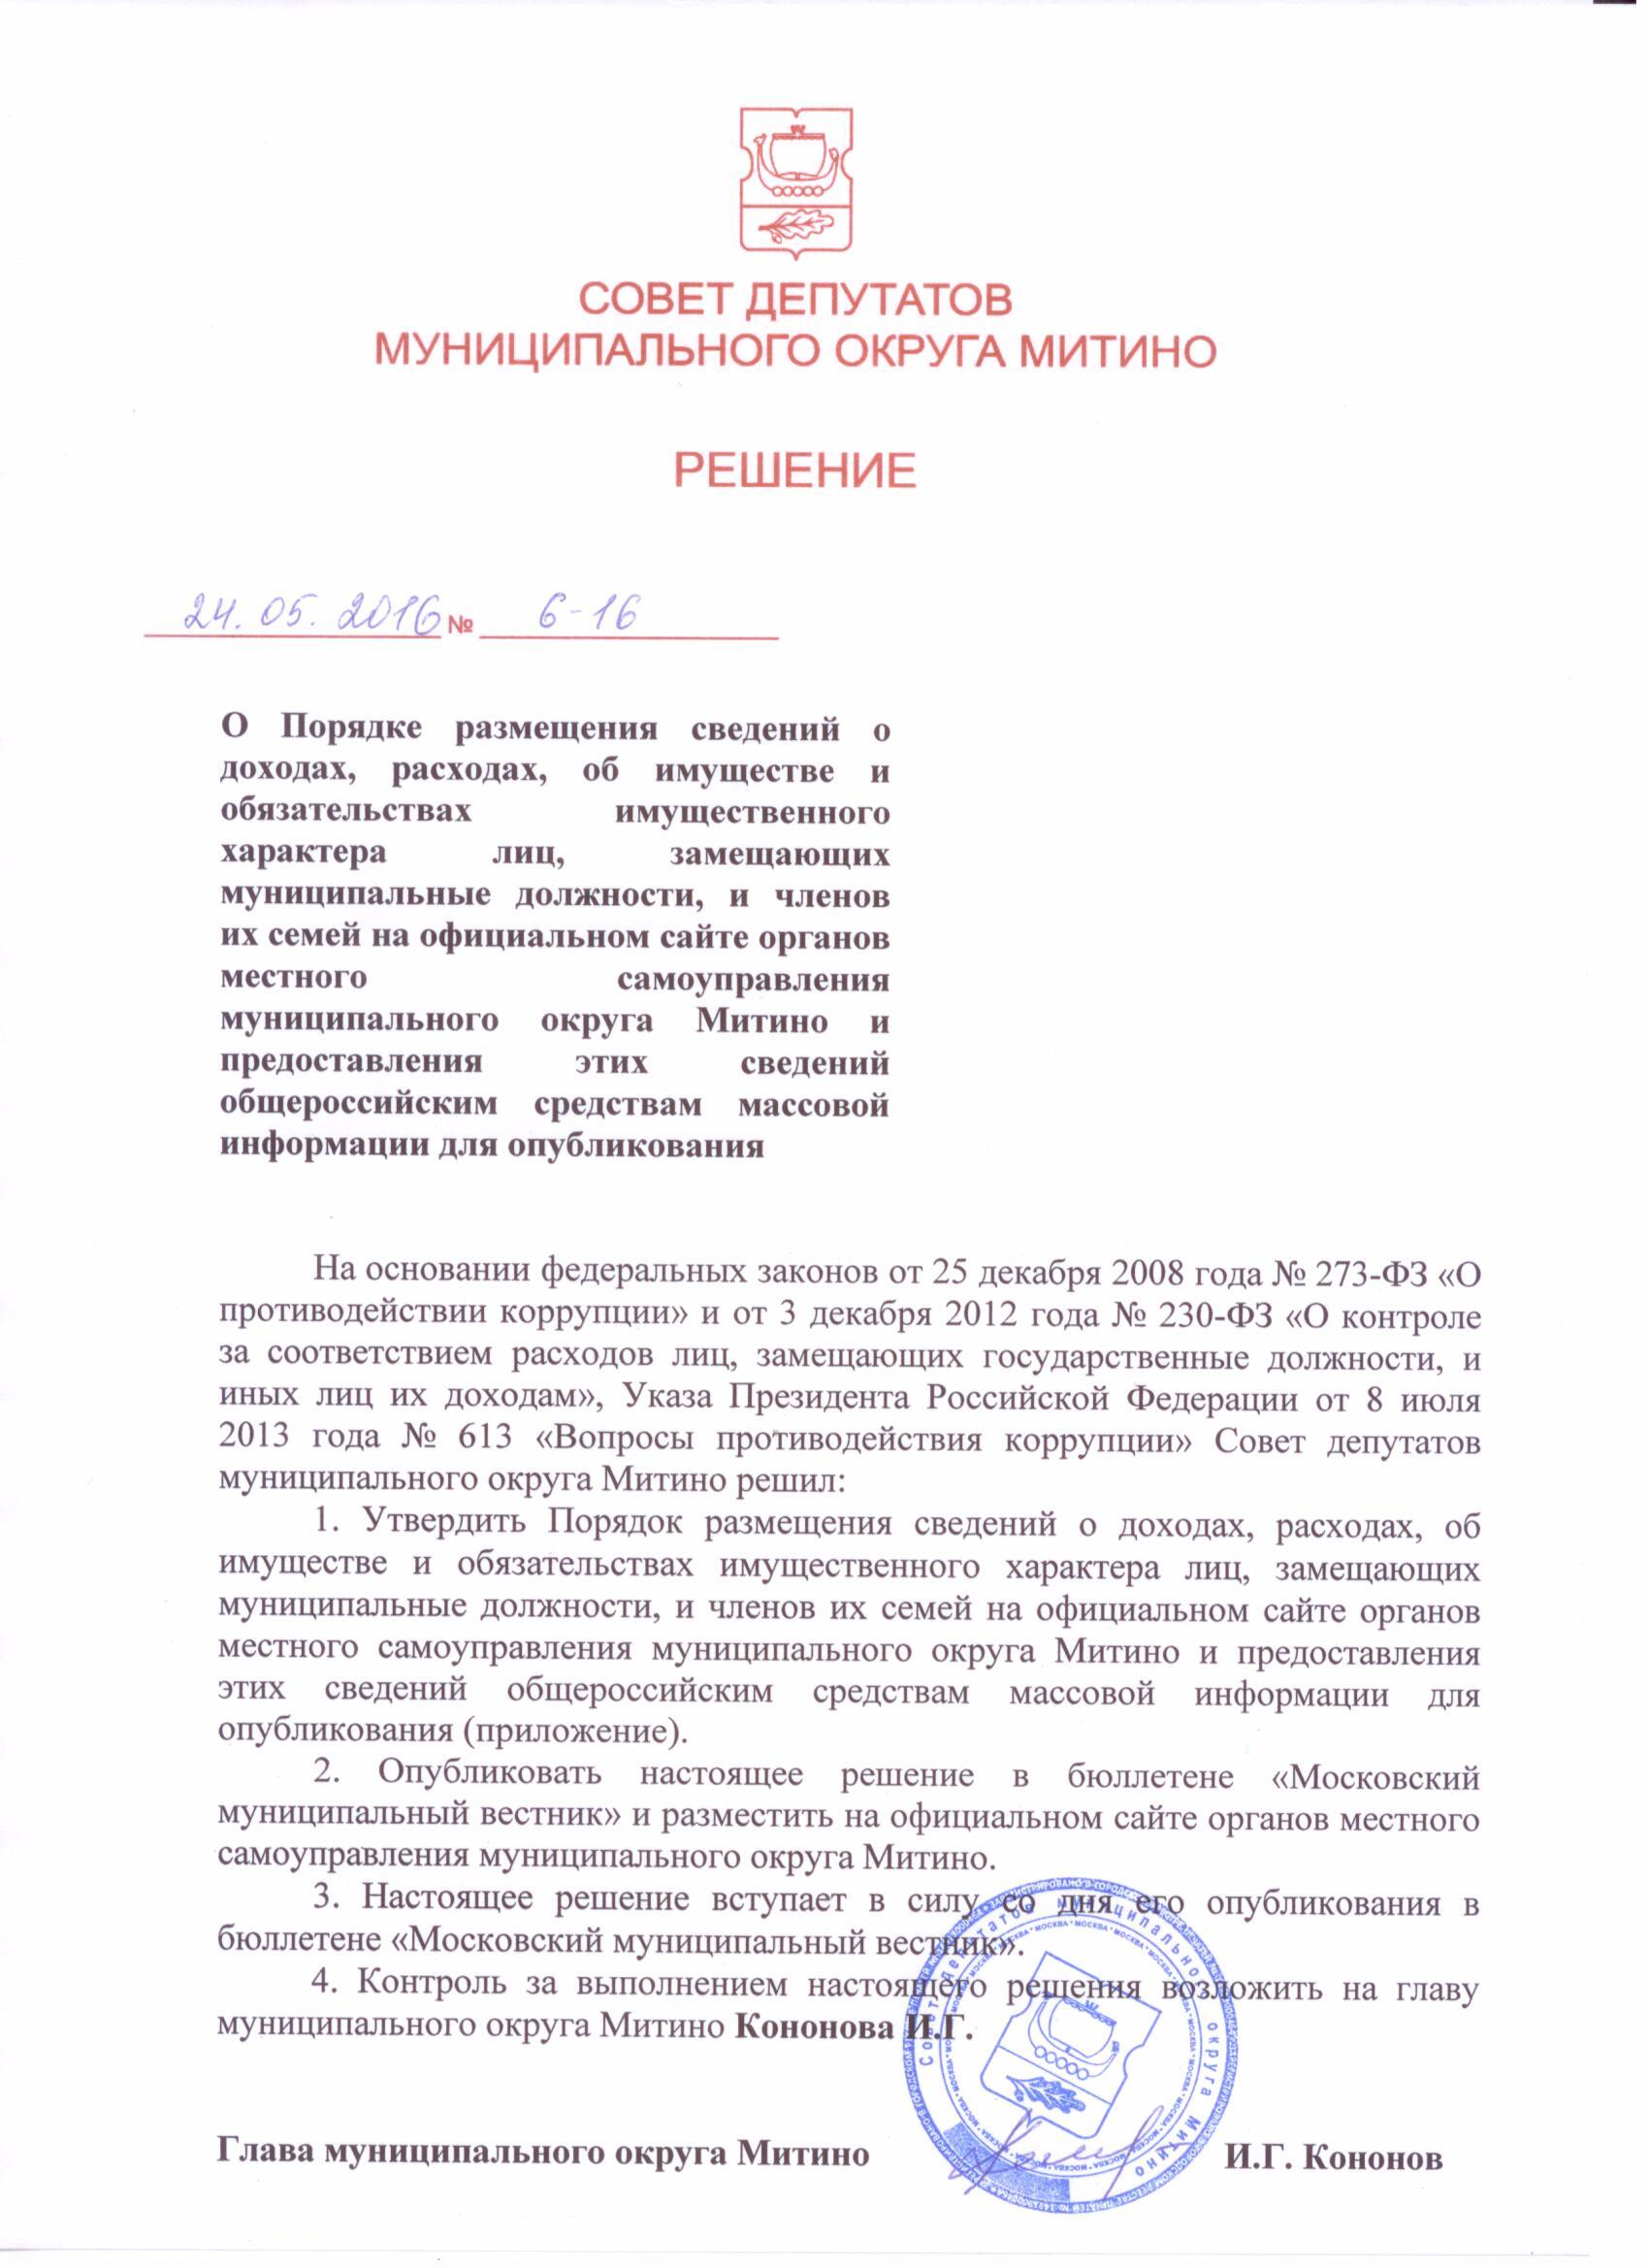 СОВЕТ ДЕПУТАТОВ
МУНИЦИПАЛЬНОГО ОКРУГА МИТИНО
РЕШЕНИЕ
24.05.2016 № 6-16
О Порядке размещения сведений о
доходах, расходах, об имуществе и
обязательствах имущественного
характера лиц, замещающих
муниципальные должности, и членов
их семей на официальном сайте органов
местного самоуправления
муниципального округа Митино и
предоставления этих сведений
общероссийским средствам массовой
информации для опубликования
На основании федеральных законов от 25 декабря 2008 года № 273-ФЗ «О
противодействии коррупции» и от 3 декабря 2012 года № 230-ФЗ «О контроле
за соответствием расходов лиц, замещающих государственные должности, и
иных лиц их доходам», Указа Президента Российской Федерации от 8 июля
2013 года № 613 «Вопросы противодействия коррупции» Совет депутатов
муниципального округа Митино решил:
1. Утвердить Порядок размещения сведений о доходах, расходах, об
имуществе и обязательствах имущественного характера лиц, замещающих
муниципальные должности, и членов их семей на официальном сайте органов
местного самоуправления муниципального округа Митино и предоставления
этих сведений общероссийским средствам массовой информации для
опубликования (приложение).
2. Опубликовать настоящее решение в бюллетене «Московский
муниципальный вестник» и разместить на официальном сайте органов местного
самоуправления муниципального округа Митино.
3. Настоящее решение вступает в силу со дня его опубликования в
бюллетене «Московский муниципальный вестник».
4. Контроль за выполнением настоящего решения возложить на главу
муниципального округа Митино Кононова И.Г.
Глава муниципального округа Митино И.Г. Кононов
Совет депутатов муниципального округа Митино